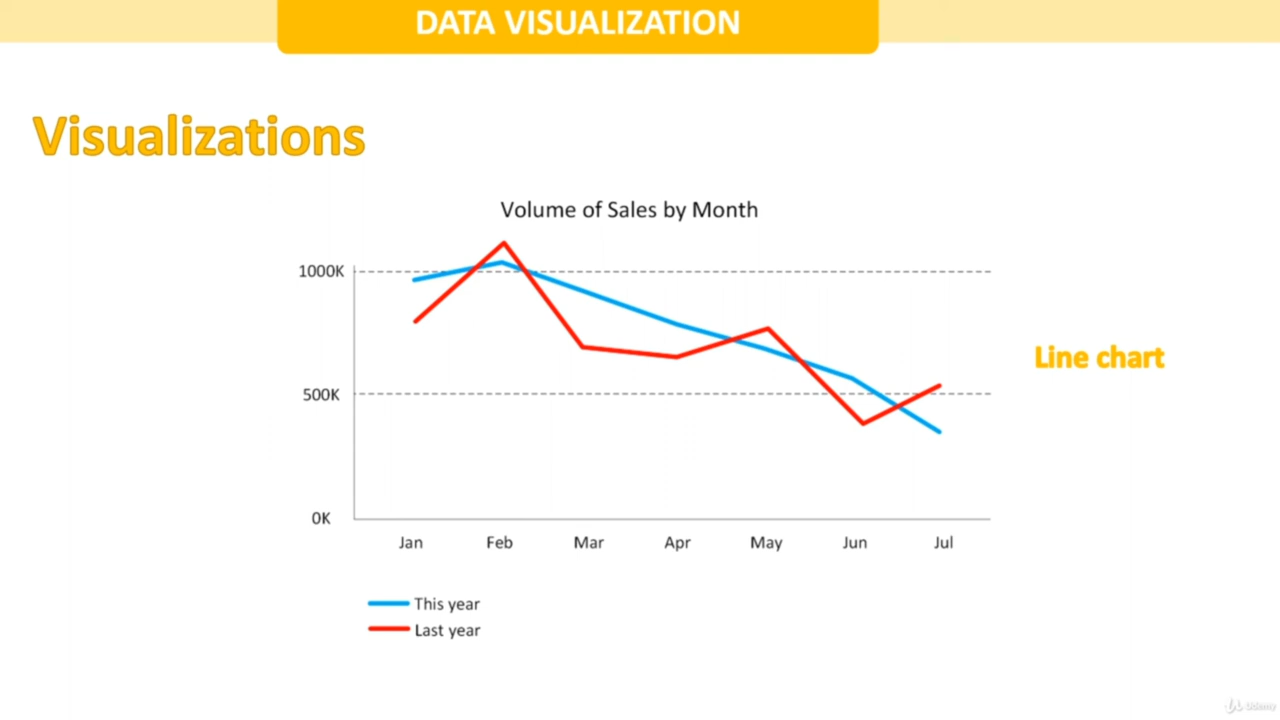 DATA VISUALIZATION
Visualizations
Volume of Sales by Month
1000K
500K
0K
Jan Feb Mar Apr May Jun Jul
Line chart
This year
Last year
Udemy